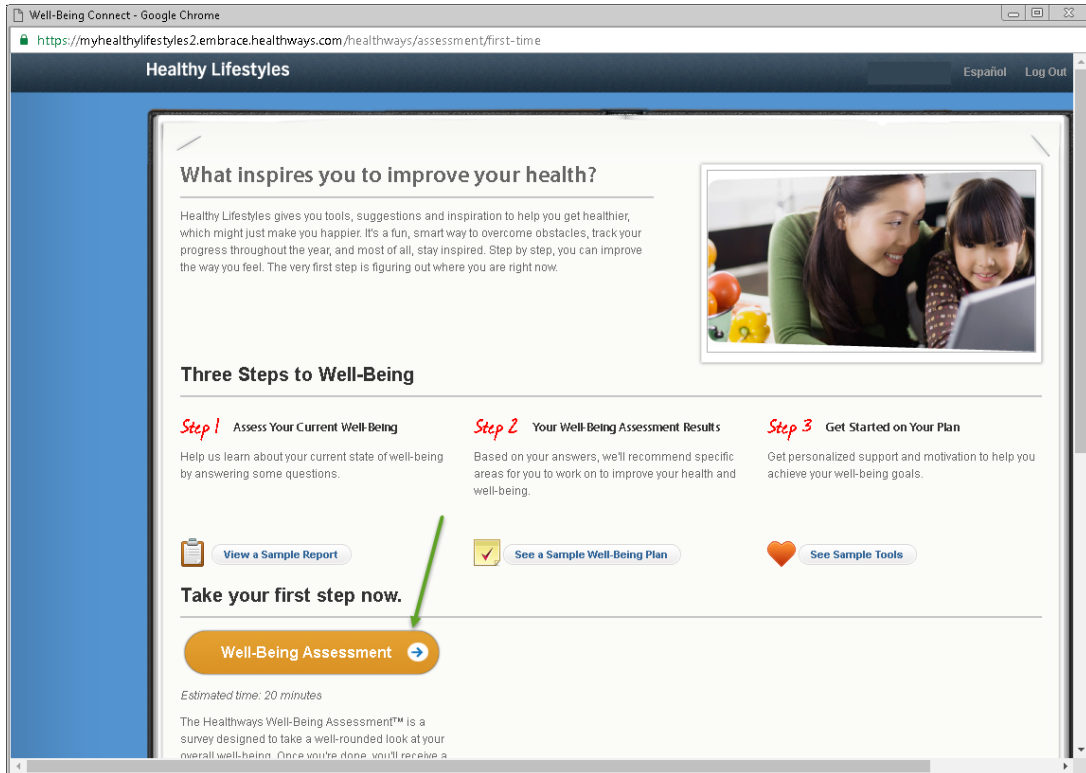 Well-Being Connect - Google Chrome
https://myhealthylifestyles2.embrace.healthways.com/healthways/assessment/first-time
Healthy Lifestyles
Español Log Out
What inspires you to improve your health?
Healthy Lifestyles gives you tools, suggestions and inspiration to help you get healthier,
which might just make you happier. It's a fun, smart way to overcome obstacles, track your
progress throughout the year, and most of all, stay inspired. Step by step, you can improve
the way you feel. The very first step is figuring out where you are right now.
Three Steps to Well-Being
Step 1 Assess Your Current Well-Being
Help us learn about your current state of well-being
by answering some questions.
View a Sample Report
Step 2 Your Well-Being Assessment Results
Based on your answers, we'll recommend specific
areas for you to work on to improve your health and
well-being.
See a Sample Well-Being Plan
Step 3 Get Started on Your Plan
Get personalized support and motivation to help you
achieve your well-being goals.
See Sample Tools
Take your first step now.
Well-Being Assessment
Estimated time: 20 minutes
The Healthways Well-Being Assessment™ is a
survey designed to take a well-rounded look at your
overall well-being. Once you're done, you'll receive a